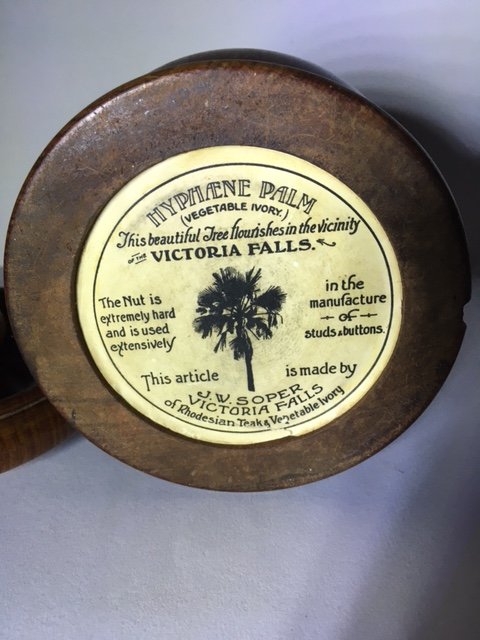 HYPHÆNE PALM
(VEGETABLE IVORY.)
This beautiful Tree flourishes in the vicinity
OF THE VICTORIA FALLS.
The Nut is
extremely hard
and is used
extensively
in the
manufacture
of
studs & buttons.
This article is made by
J.W. SOPER
VICTORIA FALLS
of Rhodesian Teak & Vegetable Ivory